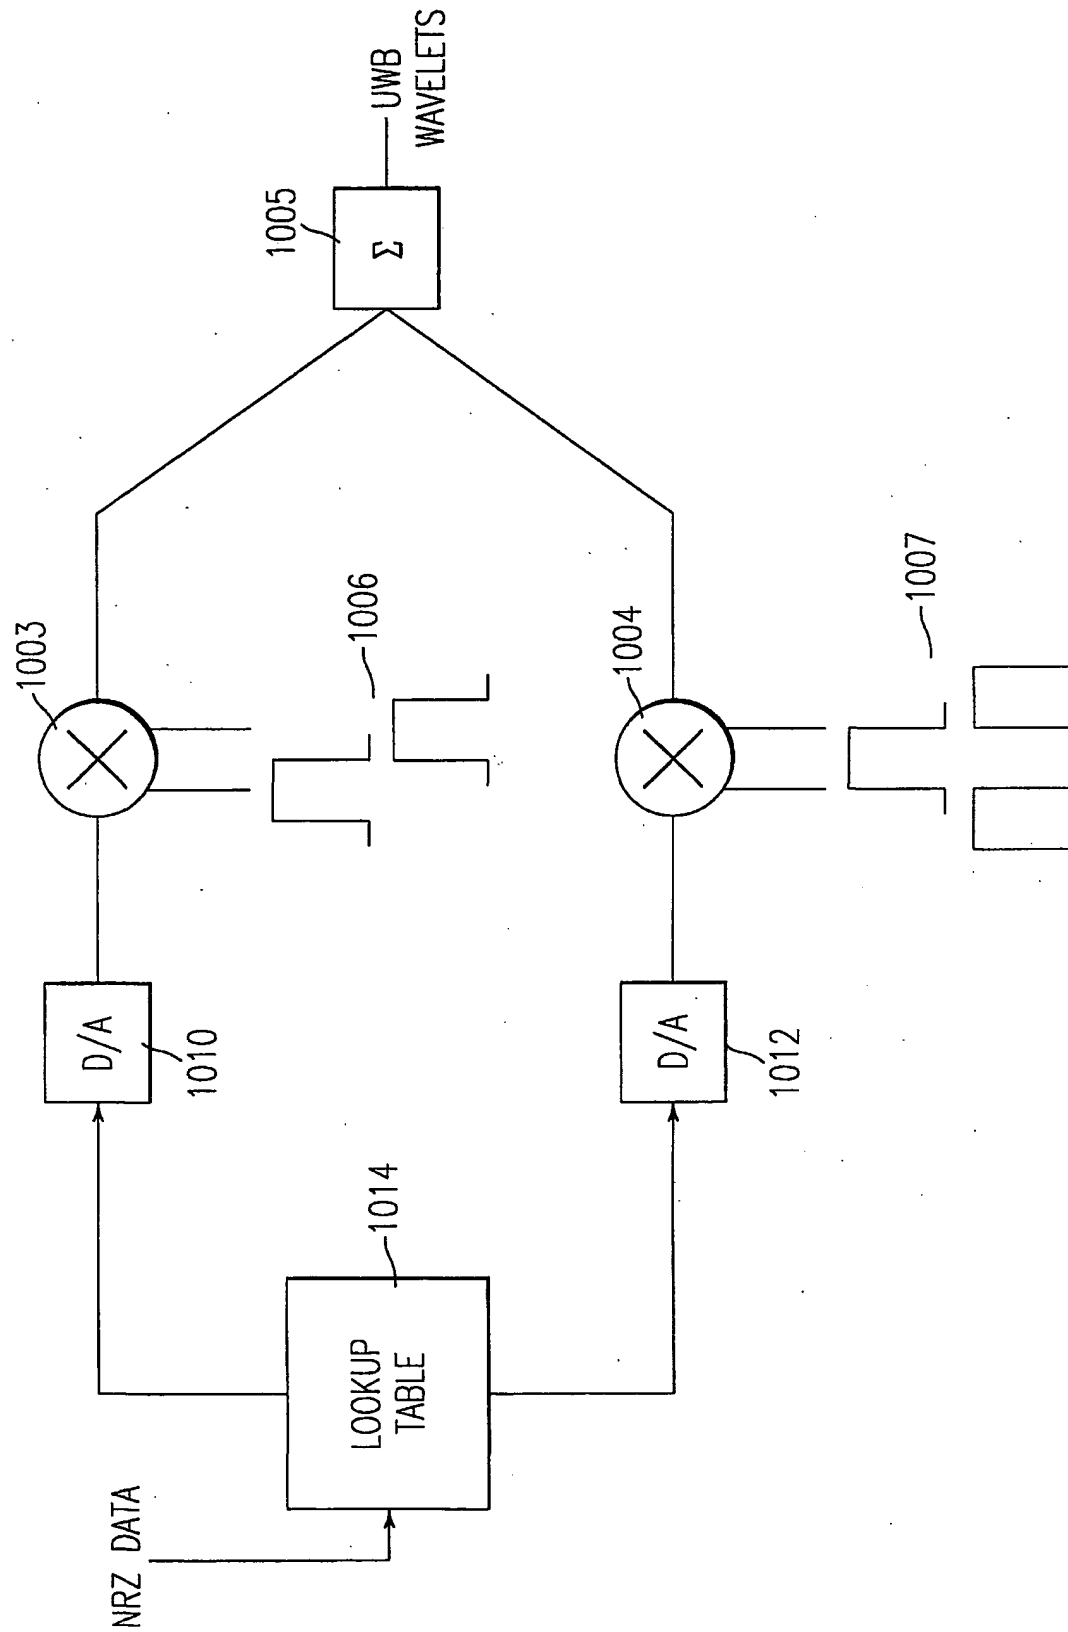 NRZ DATA
LOOKUP
TABLE
1014
D/A
1010
D/A
1012
1003
1006
1004
1007
1005
Σ
UWB
WAVELETS